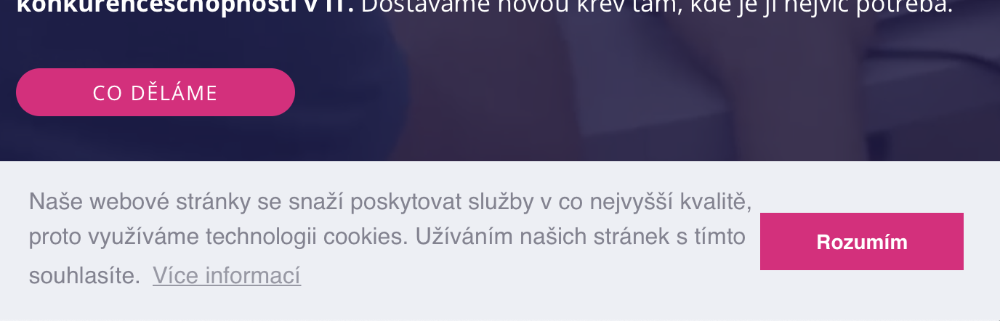 konkurenceschopnosti v IT. Dostáváme novou krev tam, kde je jí nejvíc potřeba.
CO DĚLÁME
Naše webové stránky se snaží poskytovat služby v co nejvyšší kvalitě,
proto využíváme technologii cookies. Užíváním našich stránek s tímto
souhlasíte. Více informací
Rozumím